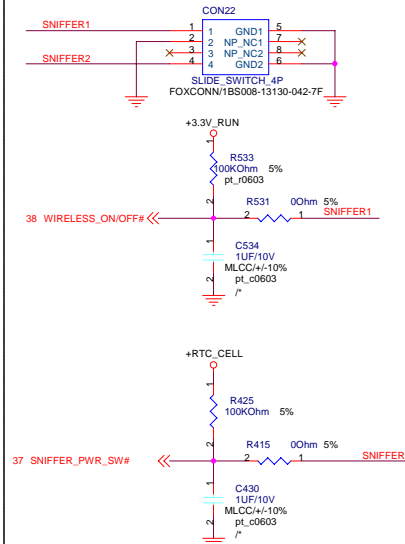 CON22
SNIFFER1
1 1 GND1 5
2 2 NP_NC1 7
3 3 NP_NC2 8
4 4 GND2 6
SNIFFER2
SLIDE_SWITCH_4P
FOXCONN/1BS008-13130-042-7F
+3.3V_RUN
1
R533
100KOhm 5%
pt_r0603
2
R531 0Ohm 5%
38 WIRELESS_ON/OFF# 2 1 SNIFFER1
1
C534
1UF/10V
MLCC/+/-10%
pt_c0603
2
/*
+RTC_CELL
1
R425
100KOhm 5%
2
R415 0Ohm 5%
37 SNIFFER_PWR_SW# 2 1 SNIFFER
1
C430
1UF/10V
MLCC/+/-10%
pt_c0603
2
/*